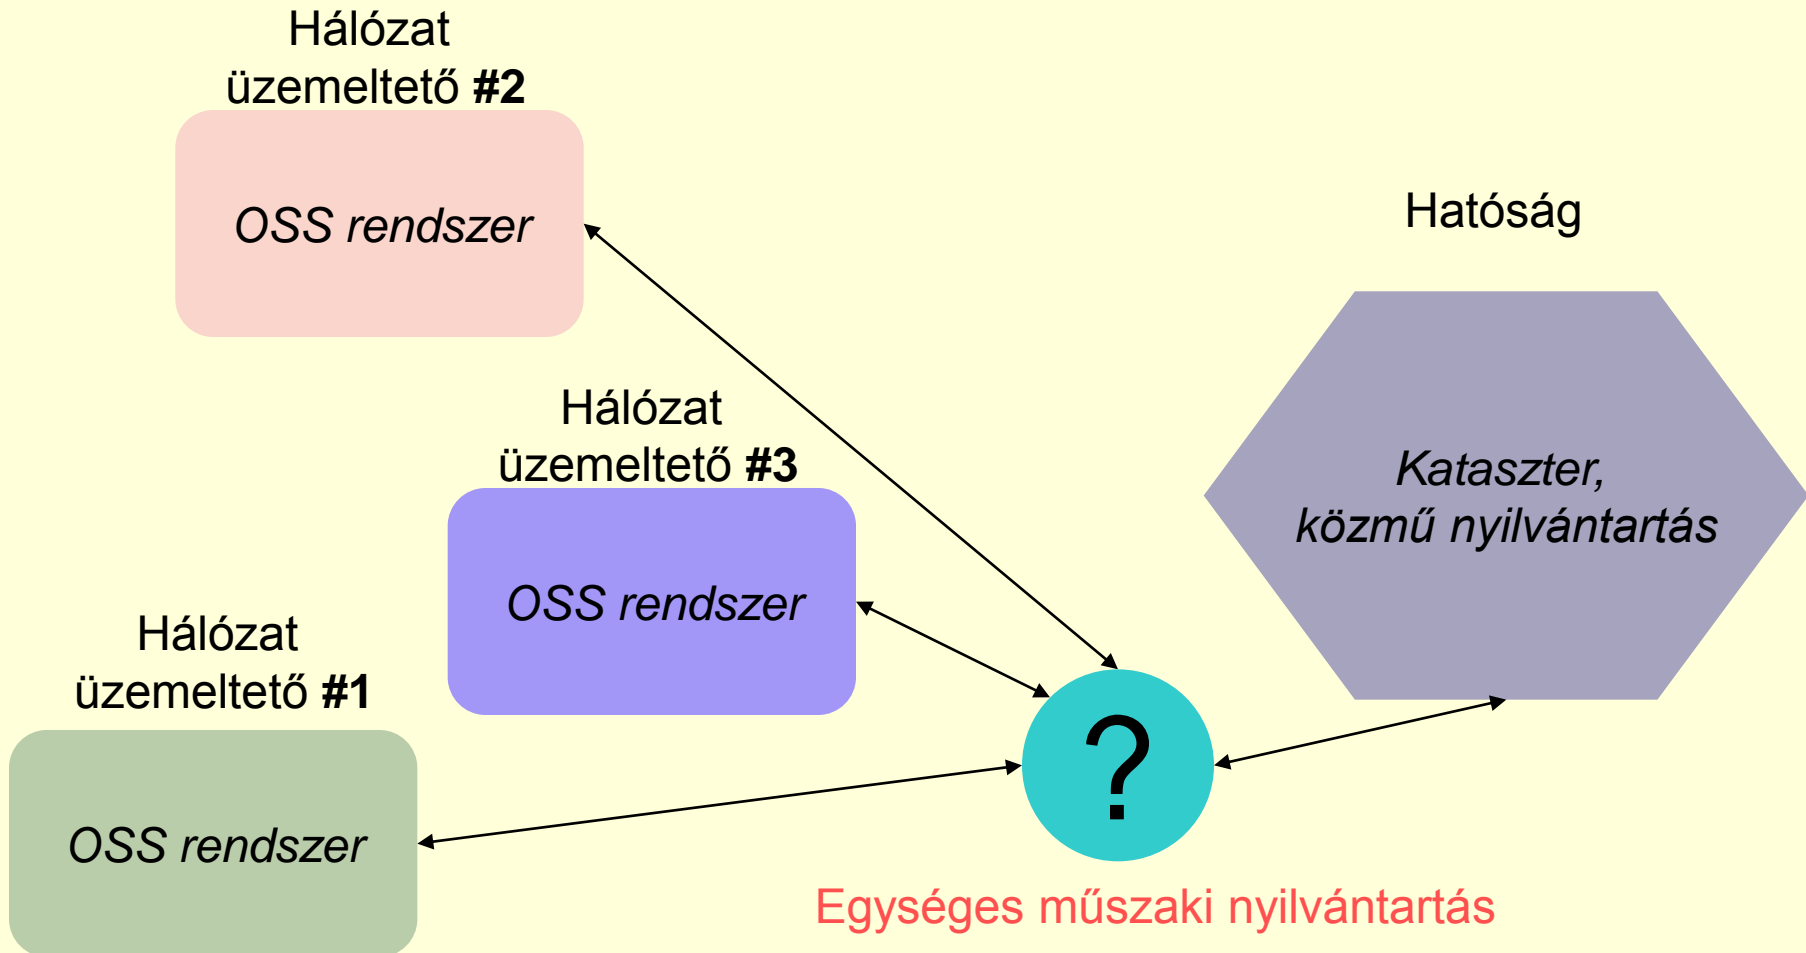 Hálózat
üzemeltető #2
OSS rendszer
Hatóság
Hálózat
üzemeltető #3
Kataszter,
közmű nyilvántartás
OSS rendszer
Hálózat
üzemeltető #1
?
OSS rendszer
Egységes műszaki nyilvántartás